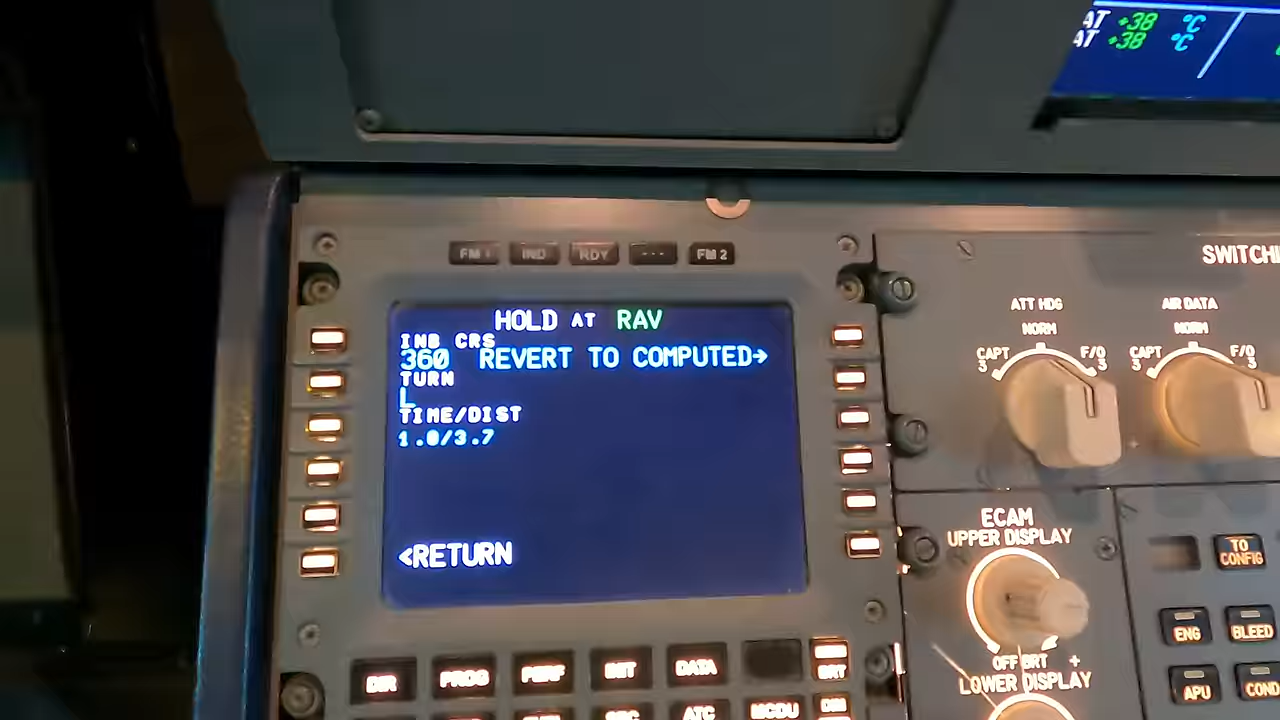 AT +38 °C
AT +38 °C
FM 1 IND RDY --- FM 2
HOLD AT RAV
INB CRS
360 REVERT TO COMPUTED→
TURN
L
TIME/DIST
1.0/3.7
<RETURN
SWITCHI
ATT HDG
NORM
CAPT 3
F/O 3
AIR DATA
NORM
CAPT 3
F/O 3
ECAM
UPPER DISPLAY
OFF BRT +
LOWER DISPLAY
TO CONFIG
ENG BLEED
APU COND
DIR PROG PERF INIT DATA BRT
ATC MCDU